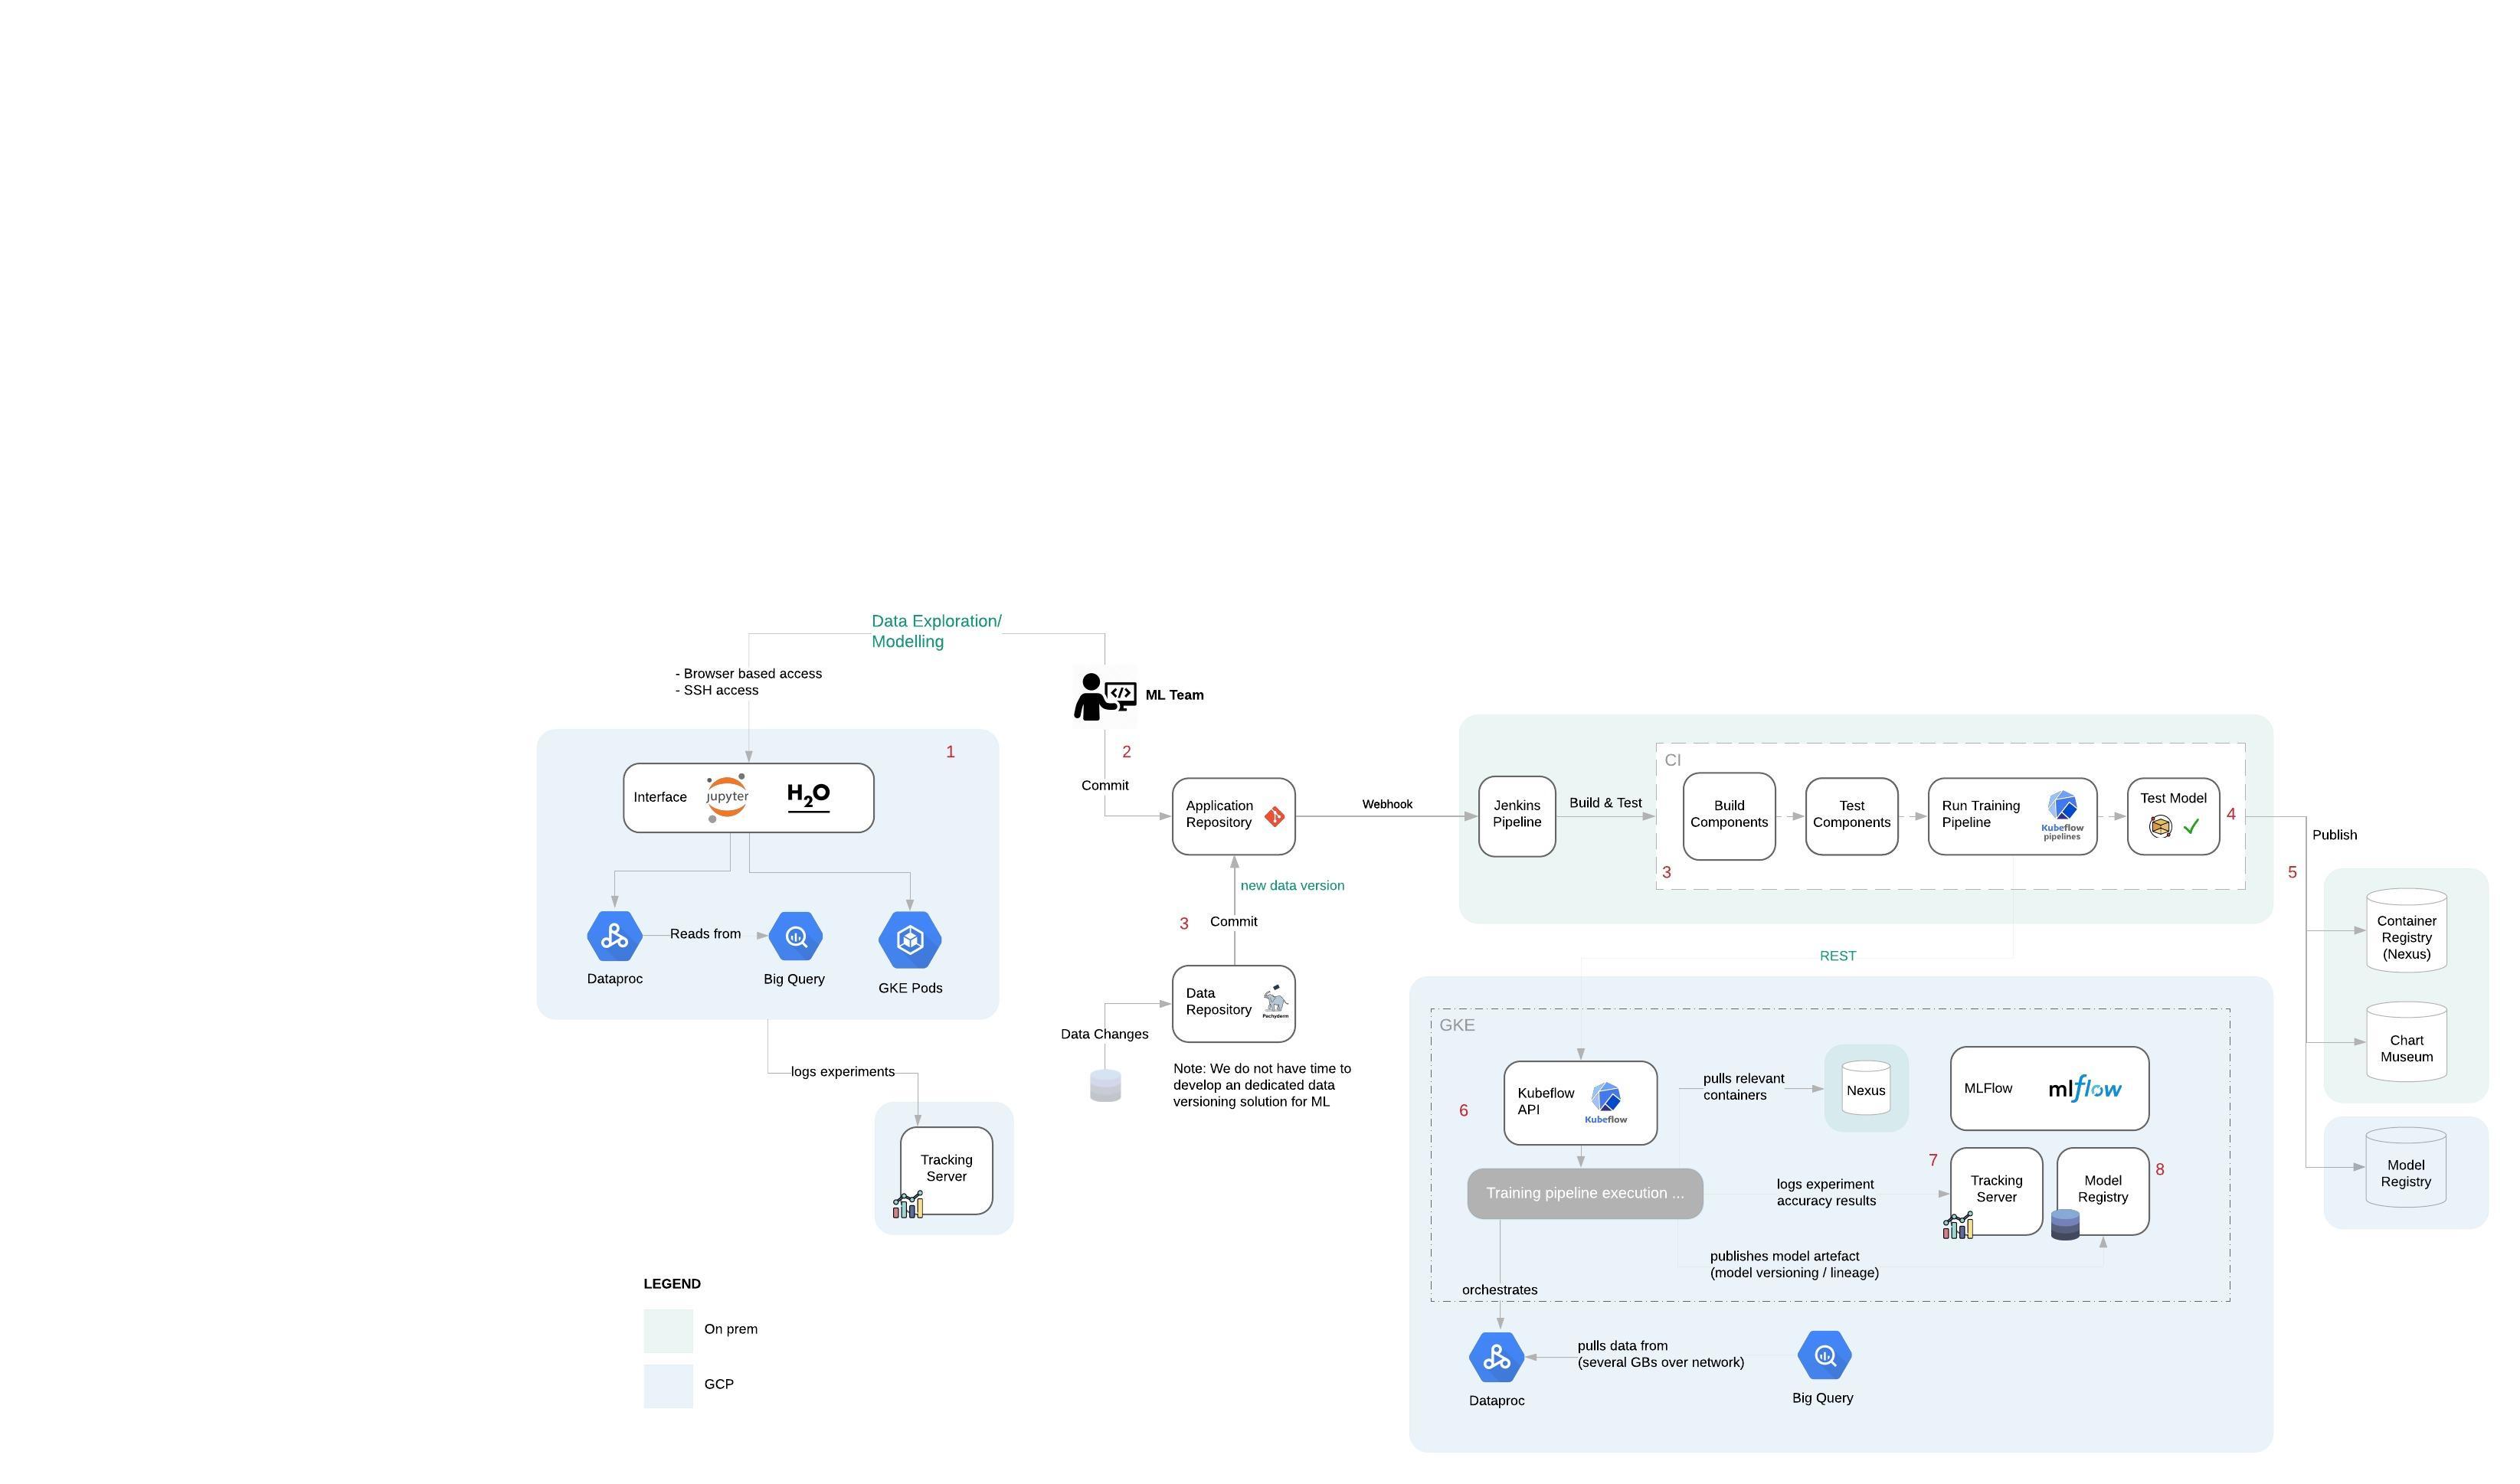 Data Exploration/
Modelling
- Browser based access
- SSH access
ML Team
1
Interface
jupyter
H2O
Reads from
Dataproc
Big Query
GKE Pods
logs experiments
Tracking
Server
2
Commit
Application
Repository
new data version
3
Commit
Data
Repository
Pachyderm
Data Changes
Note: We do not have time to
develop an dedicated data
versioning solution for ML
Webhook
Jenkins
Pipeline
Build & Test
CI
Build
Components
Test
Components
Run Training
Pipeline
Kubeflow
pipelines
Test Model
4
3
Publish
5
Container
Registry
(Nexus)
Chart
Museum
Model
Registry
REST
GKE
6
Kubeflow
API
Kubeflow
pulls relevant
containers
Nexus
MLFlow
mlflow
Training pipeline execution ...
logs experiment
accuracy results
7
Tracking
Server
Model
Registry
8
publishes model artefact
(model versioning / lineage)
orchestrates
Dataproc
pulls data from
(several GBs over network)
Big Query
LEGEND
On prem
GCP